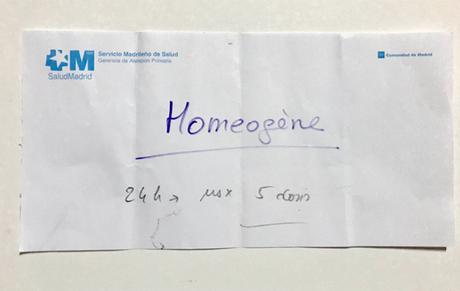 Servicio Madrileño de Salud
Gerencia de Atención Primaria
SaludMadrid
Comunidad de Madrid
Homeogène
24h → max 5 dosis